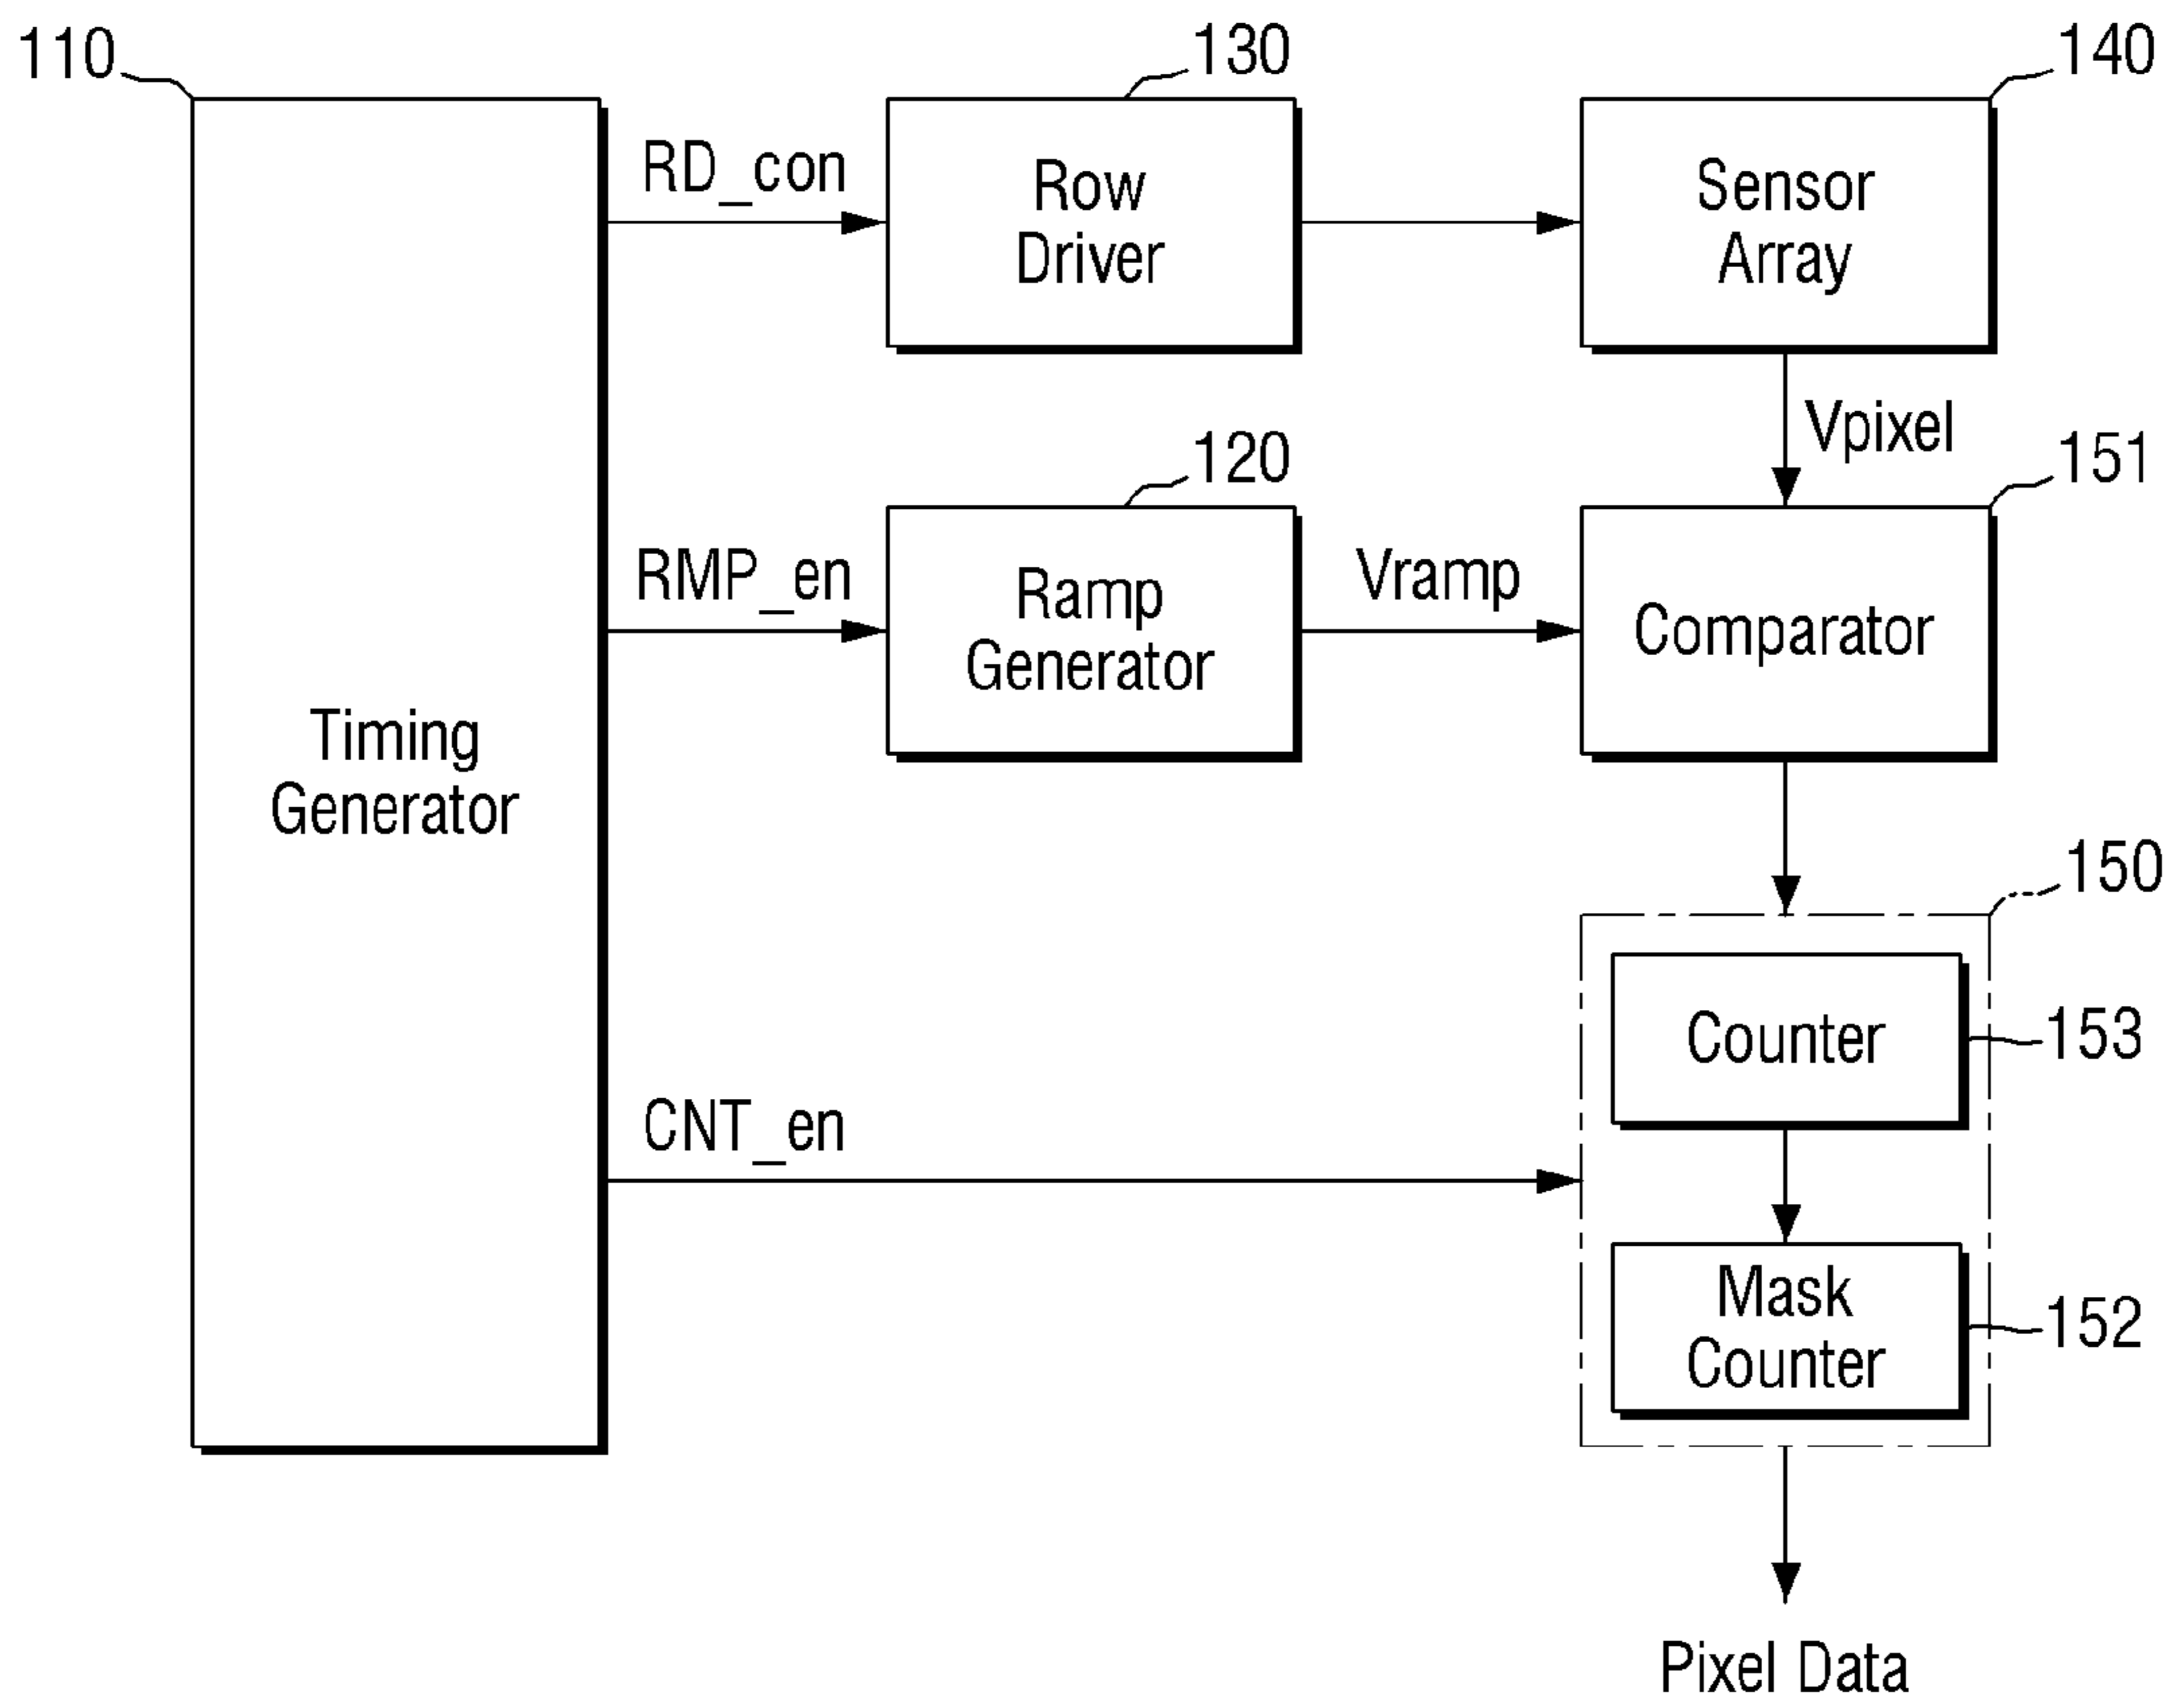 110
130
140
RD_con
Row
Driver
Sensor
Array
Vpixel
120
151
RMP_en
Ramp
Generator
Vramp
Comparator
Timing
Generator
150
Counter
153
CNT_en
Mask
Counter
152
Pixel Data